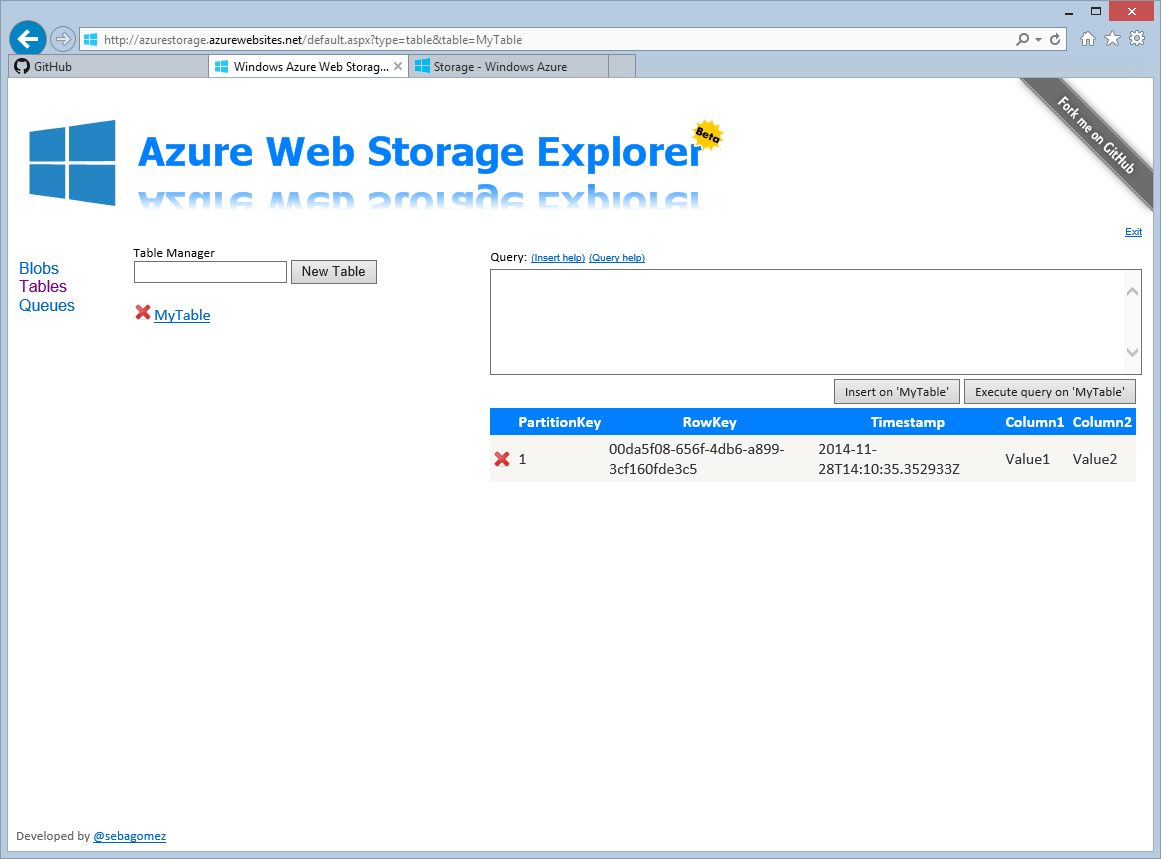 http://azurestorage.azurewebsites.net/default.aspx?type=table&table=MyTable
GitHub
Windows Azure Web Storag...
Storage - Windows Azure
Fork me on GitHub
Azure Web Storage Explorer
Beta
Exit
Blobs
Tables
Queues
Table Manager
New Table
MyTable
Query: (Insert help) (Query help)
Insert on 'MyTable' Execute query on 'MyTable'
PartitionKey RowKey Timestamp Column1 Column2
1 00da5f08-656f-4db6-a899- 2014-11- Value1 Value2
3cf160fde3c5 28T14:10:35.352933Z
Developed by @sebagomez